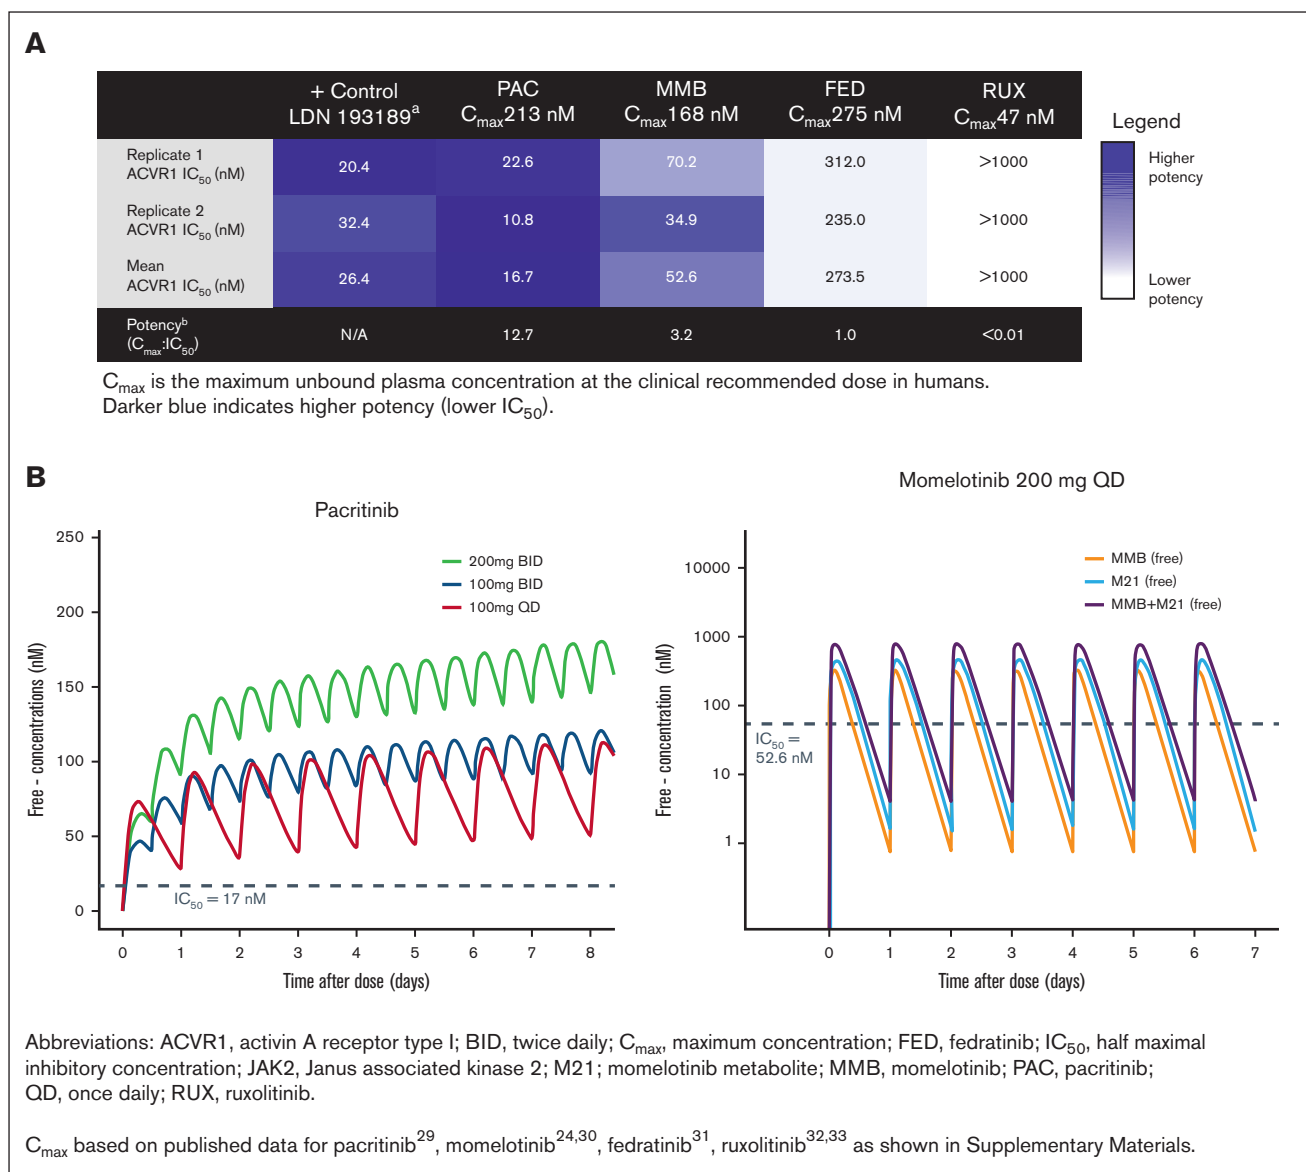 A
+ Control
LDN 193189ᵃ
PAC
Cmax213 nM
MMB
Cmax168 nM
FED
Cmax275 nM
RUX
Cmax47 nM
Replicate 1
ACVR1 IC50 (nM)
20.4
22.6
70.2
312.0
>1000
Replicate 2
ACVR1 IC50 (nM)
32.4
10.8
34.9
235.0
>1000
Mean
ACVR1 IC50 (nM)
26.4
16.7
52.6
273.5
>1000
Potencyᵇ
(Cmax:IC50)
N/A
12.7
3.2
1.0
<0.01
Legend
Higher
potency
Lower
potency
Cmax is the maximum unbound plasma concentration at the clinical recommended dose in humans.
Darker blue indicates higher potency (lower IC50).
B
Pacritinib
Free - concentrations (nM)
250
200
150
100
50
0
200mg BID
100mg BID
100mg QD
IC50 = 17 nM
0 1 2 3 4 5 6 7 8
Time after dose (days)
Momelotinib 200 mg QD
Free - concentration (nM)
10000
1000
100
10
1
MMB (free)
M21 (free)
MMB+M21 (free)
IC50 =
52.6 nM
0 1 2 3 4 5 6 7
Time after dose (days)
Abbreviations: ACVR1, activin A receptor type I; BID, twice daily; Cmax, maximum concentration; FED, fedratinib; IC50, half maximal
inhibitory concentration; JAK2, Janus associated kinase 2; M21; momelotinib metabolite; MMB, momelotinib; PAC, pacritinib;
QD, once daily; RUX, ruxolitinib.
Cmax based on published data for pacritinib²⁹, momelotinib²⁴,³⁰, fedratinib³¹, ruxolitinib³²,³³ as shown in Supplementary Materials.